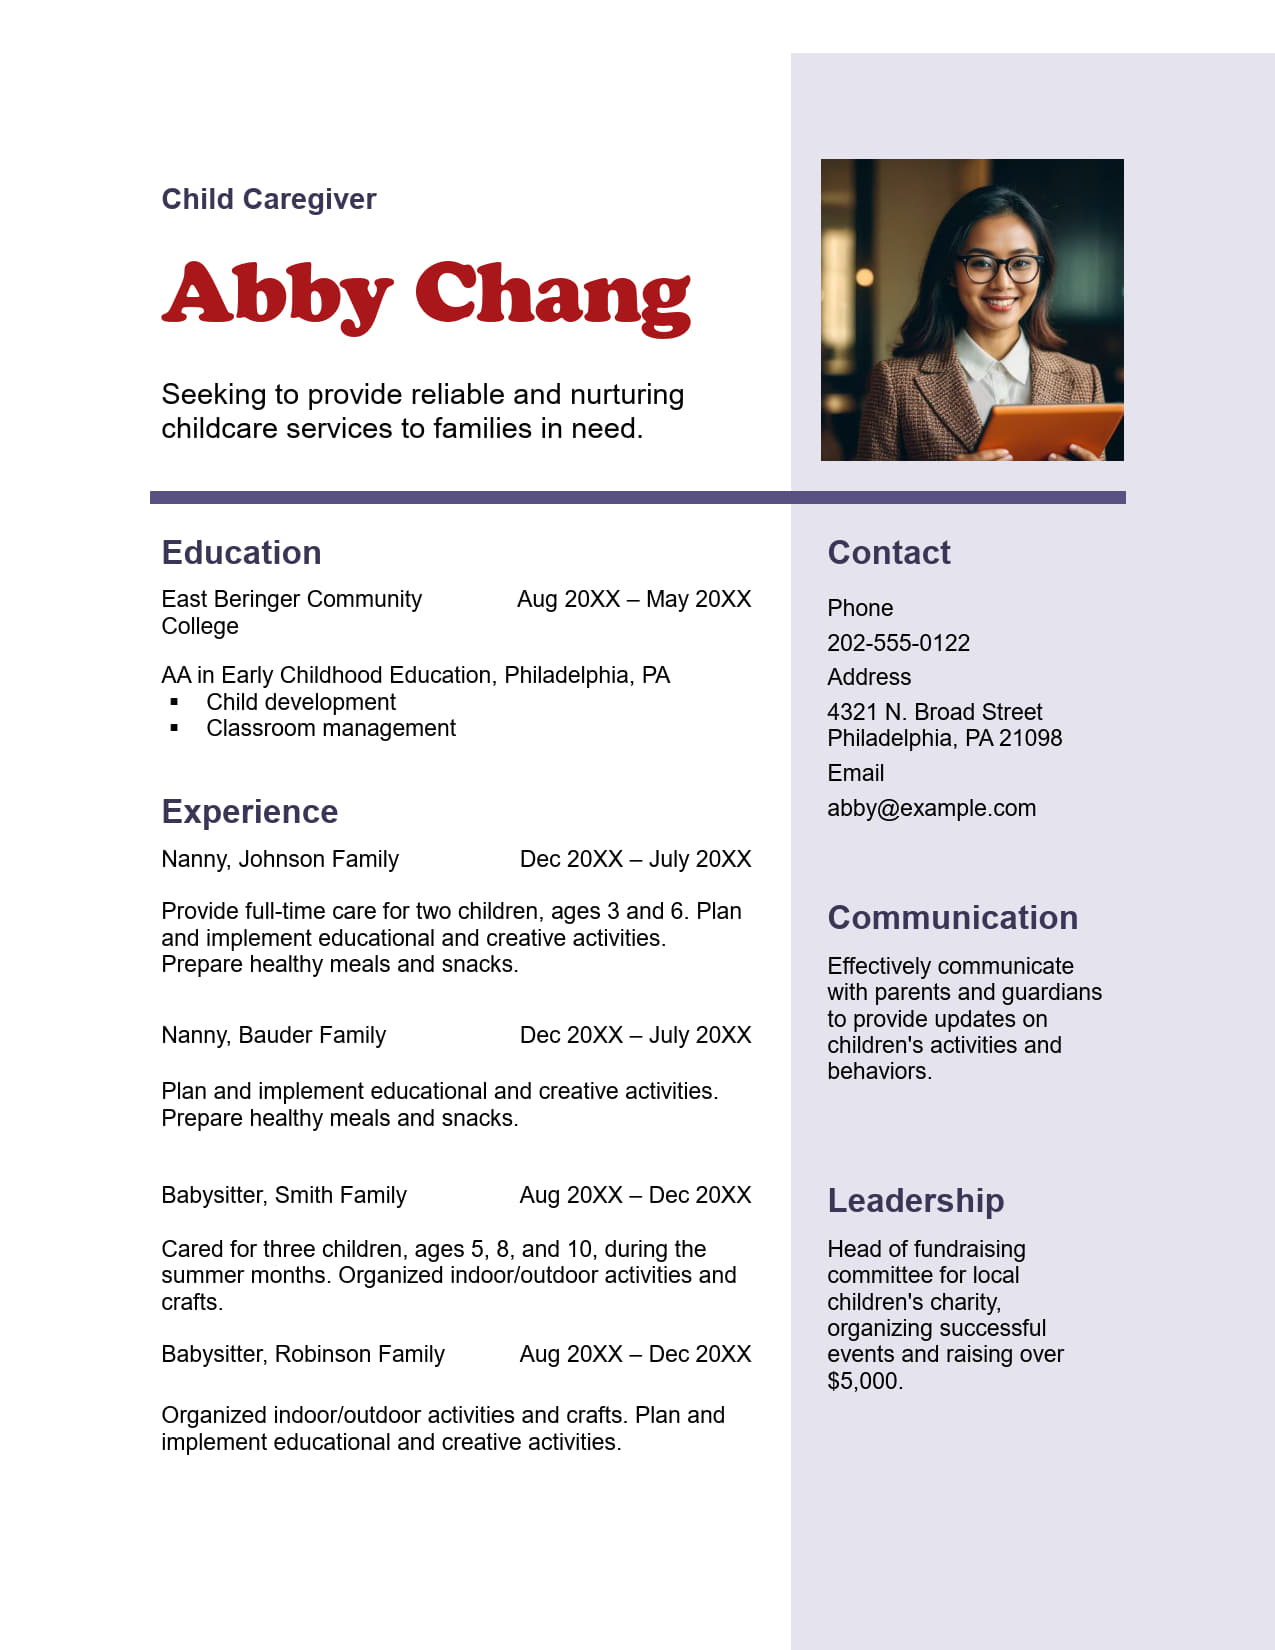 Child Caregiver
Abby Chang
Seeking to provide reliable and nurturing
childcare services to families in need.
Education
East Beringer Community
College
Aug 20XX – May 20XX
AA in Early Childhood Education, Philadelphia, PA
▪ Child development
▪ Classroom management
Experience
Nanny, Johnson Family
Dec 20XX – July 20XX
Provide full-time care for two children, ages 3 and 6. Plan
and implement educational and creative activities.
Prepare healthy meals and snacks.
Nanny, Bauder Family
Dec 20XX – July 20XX
Plan and implement educational and creative activities.
Prepare healthy meals and snacks.
Babysitter, Smith Family
Aug 20XX – Dec 20XX
Cared for three children, ages 5, 8, and 10, during the
summer months. Organized indoor/outdoor activities and
crafts.
Babysitter, Robinson Family
Aug 20XX – Dec 20XX
Organized indoor/outdoor activities and crafts. Plan and
implement educational and creative activities.
Contact
Phone
202-555-0122
Address
4321 N. Broad Street
Philadelphia, PA 21098
Email
abby@example.com
Communication
Effectively communicate
with parents and guardians
to provide updates on
children's activities and
behaviors.
Leadership
Head of fundraising
committee for local
children's charity,
organizing successful
events and raising over
$5,000.